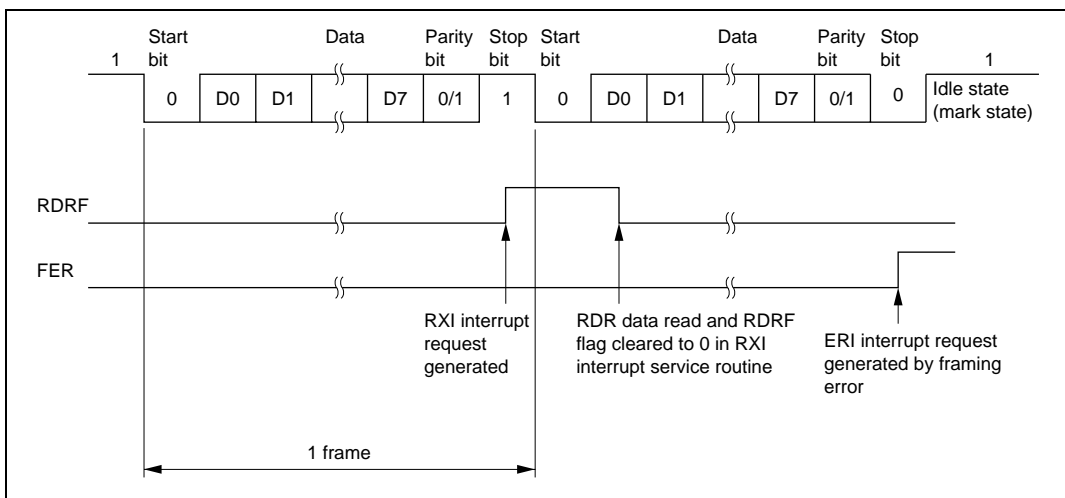 Start bit Data Parity bit Stop bit Start bit Data Parity bit Stop bit
1 1
0 D0 D1 D7 0/1 1 0 D0 D1 D7 0/1 0 Idle state
(mark state)
RDRF
FER
RXI interrupt
request
generated
RDR data read and RDRF
flag cleared to 0 in RXI
interrupt service routine
ERI interrupt request
generated by framing
error
1 frame